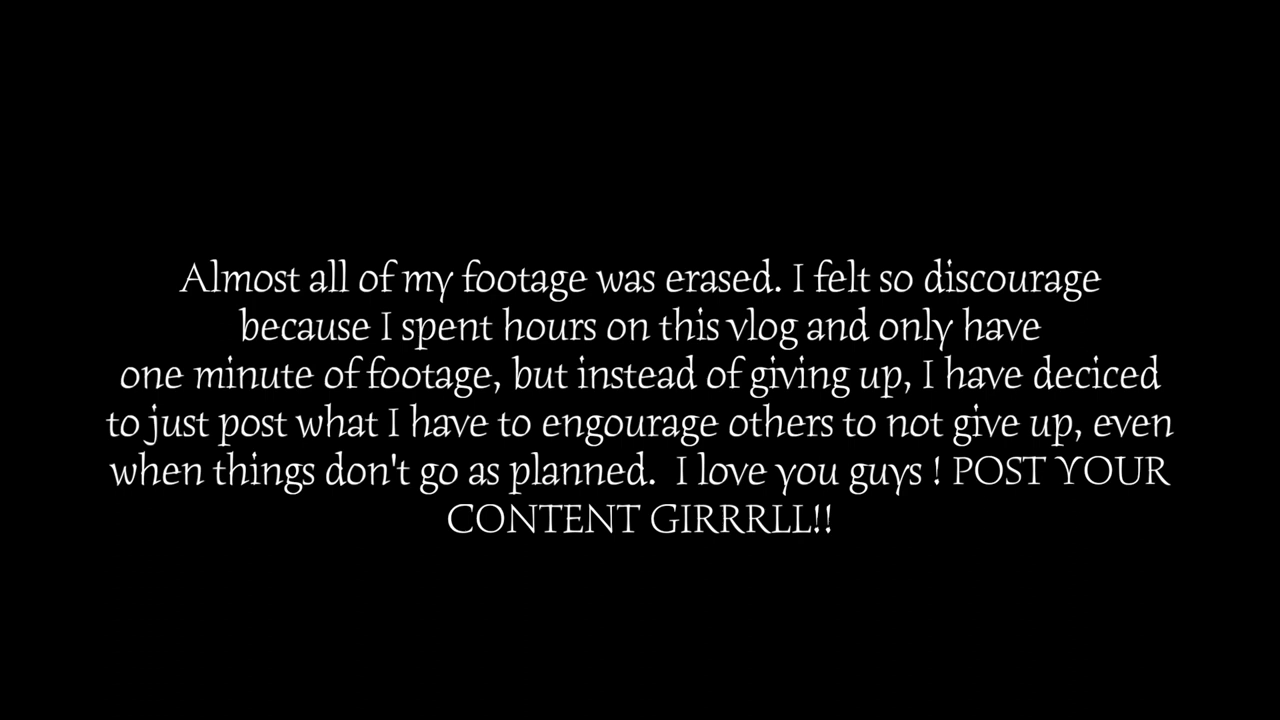 Almost all of my footage was erased. I felt so discourage
because I spent hours on this vlog and only have
one minute of footage, but instead of giving up, I have deciced
to just post what I have to engourage others to not give up, even
when things don't go as planned.  I love you guys ! POST YOUR
CONTENT GIRRRLL!!